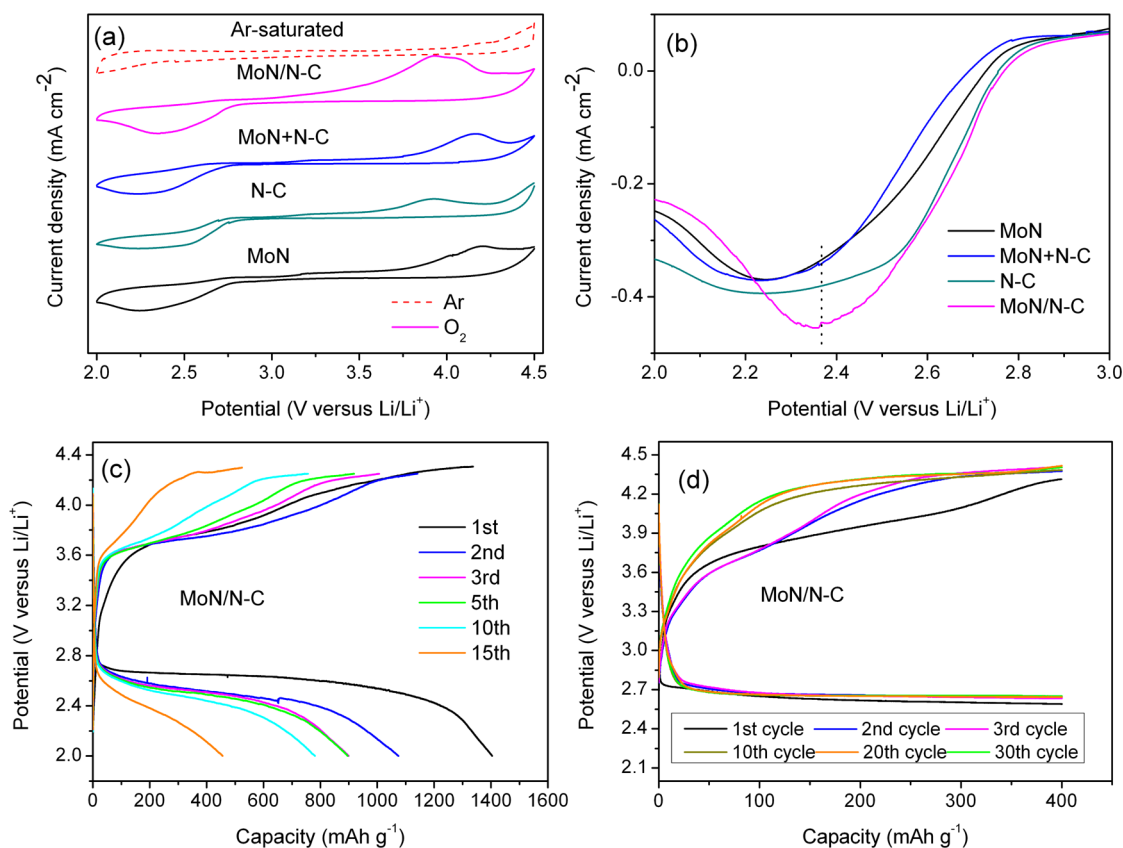 (a)
Ar-saturated
MoN/N-C
MoN+N-C
N-C
MoN
Ar
O2
Current density (mA cm-2)
2.0 2.5 3.0 3.5 4.0 4.5
Potential (V versus Li/Li+)
(b)
0.0
-0.2
-0.4
MoN
MoN+N-C
N-C
MoN/N-C
Current density (mA cm-2)
2.0 2.2 2.4 2.6 2.8 3.0
Potential (V versus Li/Li+)
(c)
4.4
4.0
3.6
3.2
2.8
2.4
2.0
1st
2nd
3rd
5th
10th
15th
MoN/N-C
Potential (V versus Li/Li+)
0 200 400 600 800 1000 1200 1400 1600
Capacity (mAh g-1)
(d)
4.5
4.2
3.9
3.6
3.3
3.0
2.7
2.4
2.1
MoN/N-C
1st cycle 2nd cycle 3rd cycle
10th cycle 20th cycle 30th cycle
Potential (V versus Li/Li+)
0 100 200 300 400
Capacity (mAh g-1)